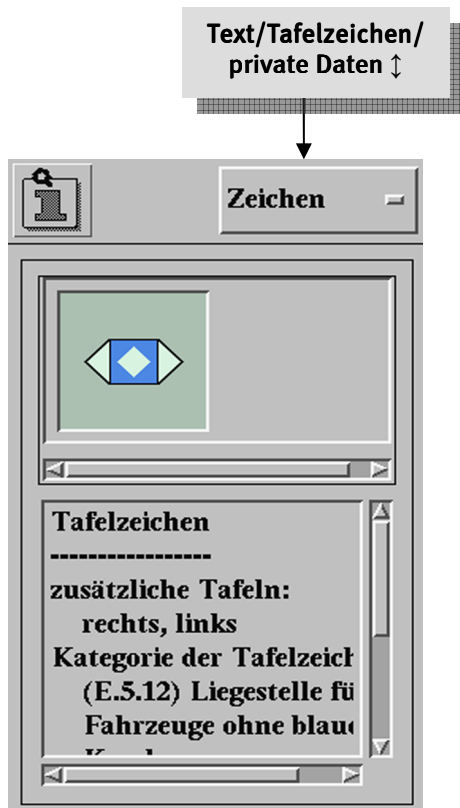 Text/Tafelzeichen/
private Daten ↕
Zeichen
Tafelzeichen
-----------------
zusätzliche Tafeln:
rechts, links
Kategorie der Tafelzeich
(E.5.12) Liegestelle fü
Fahrzeuge ohne blaue